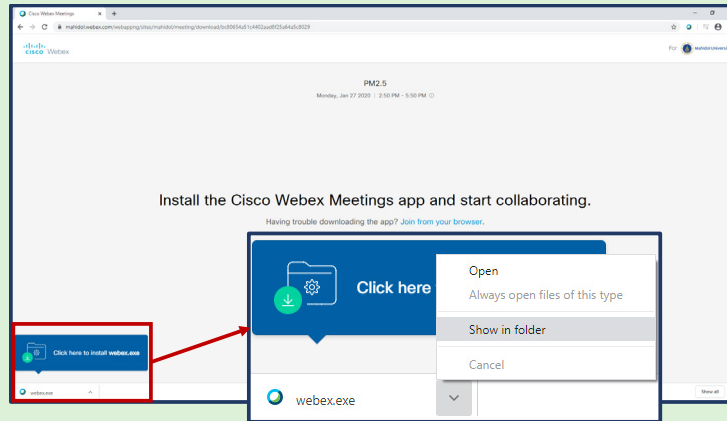 Cisco Webex Meetings
mahidol.webex.com/webappng/sites/mahidol/meeting/download/
CISCO Webex
For Mahidol Universi
PM2.5
Monday, Jan 27 2020 | 2:50 PM - 5:50 PM
Install the Cisco Webex Meetings app and start collaborating.
Having trouble downloading the app? Join from your browser.
Click here to install webex.exe
webex.exe
Show all
Click here
Open
Always open files of this type
Show in folder
Cancel
webex.exe